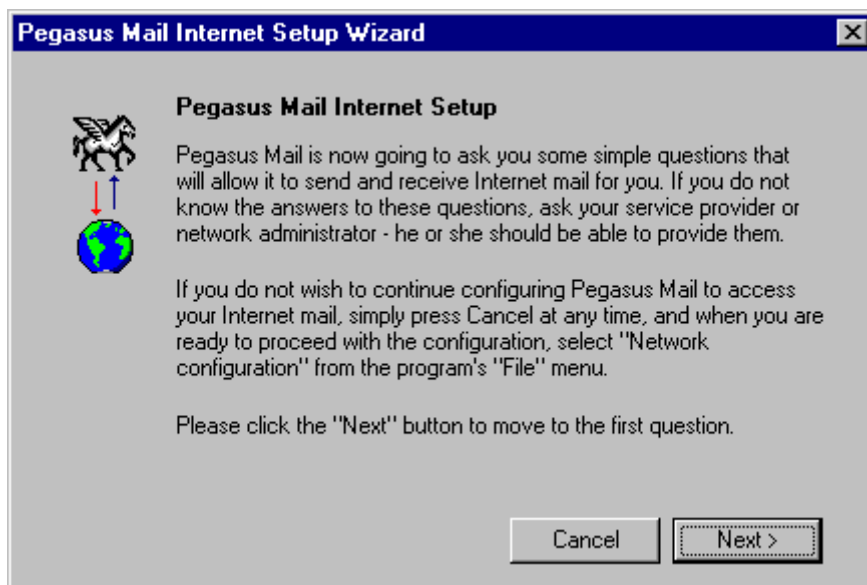 Pegasus Mail Internet Setup Wizard
Pegasus Mail Internet Setup
Pegasus Mail is now going to ask you some simple questions that
will allow it to send and receive Internet mail for you. If you do not
know the answers to these questions, ask your service provider or
network administrator - he or she should be able to provide them.
If you do not wish to continue configuring Pegasus Mail to access
your Internet mail, simply press Cancel at any time, and when you are
ready to proceed with the configuration, select "Network
configuration" from the program's "File" menu.
Please click the "Next" button to move to the first question.
Cancel
Next >